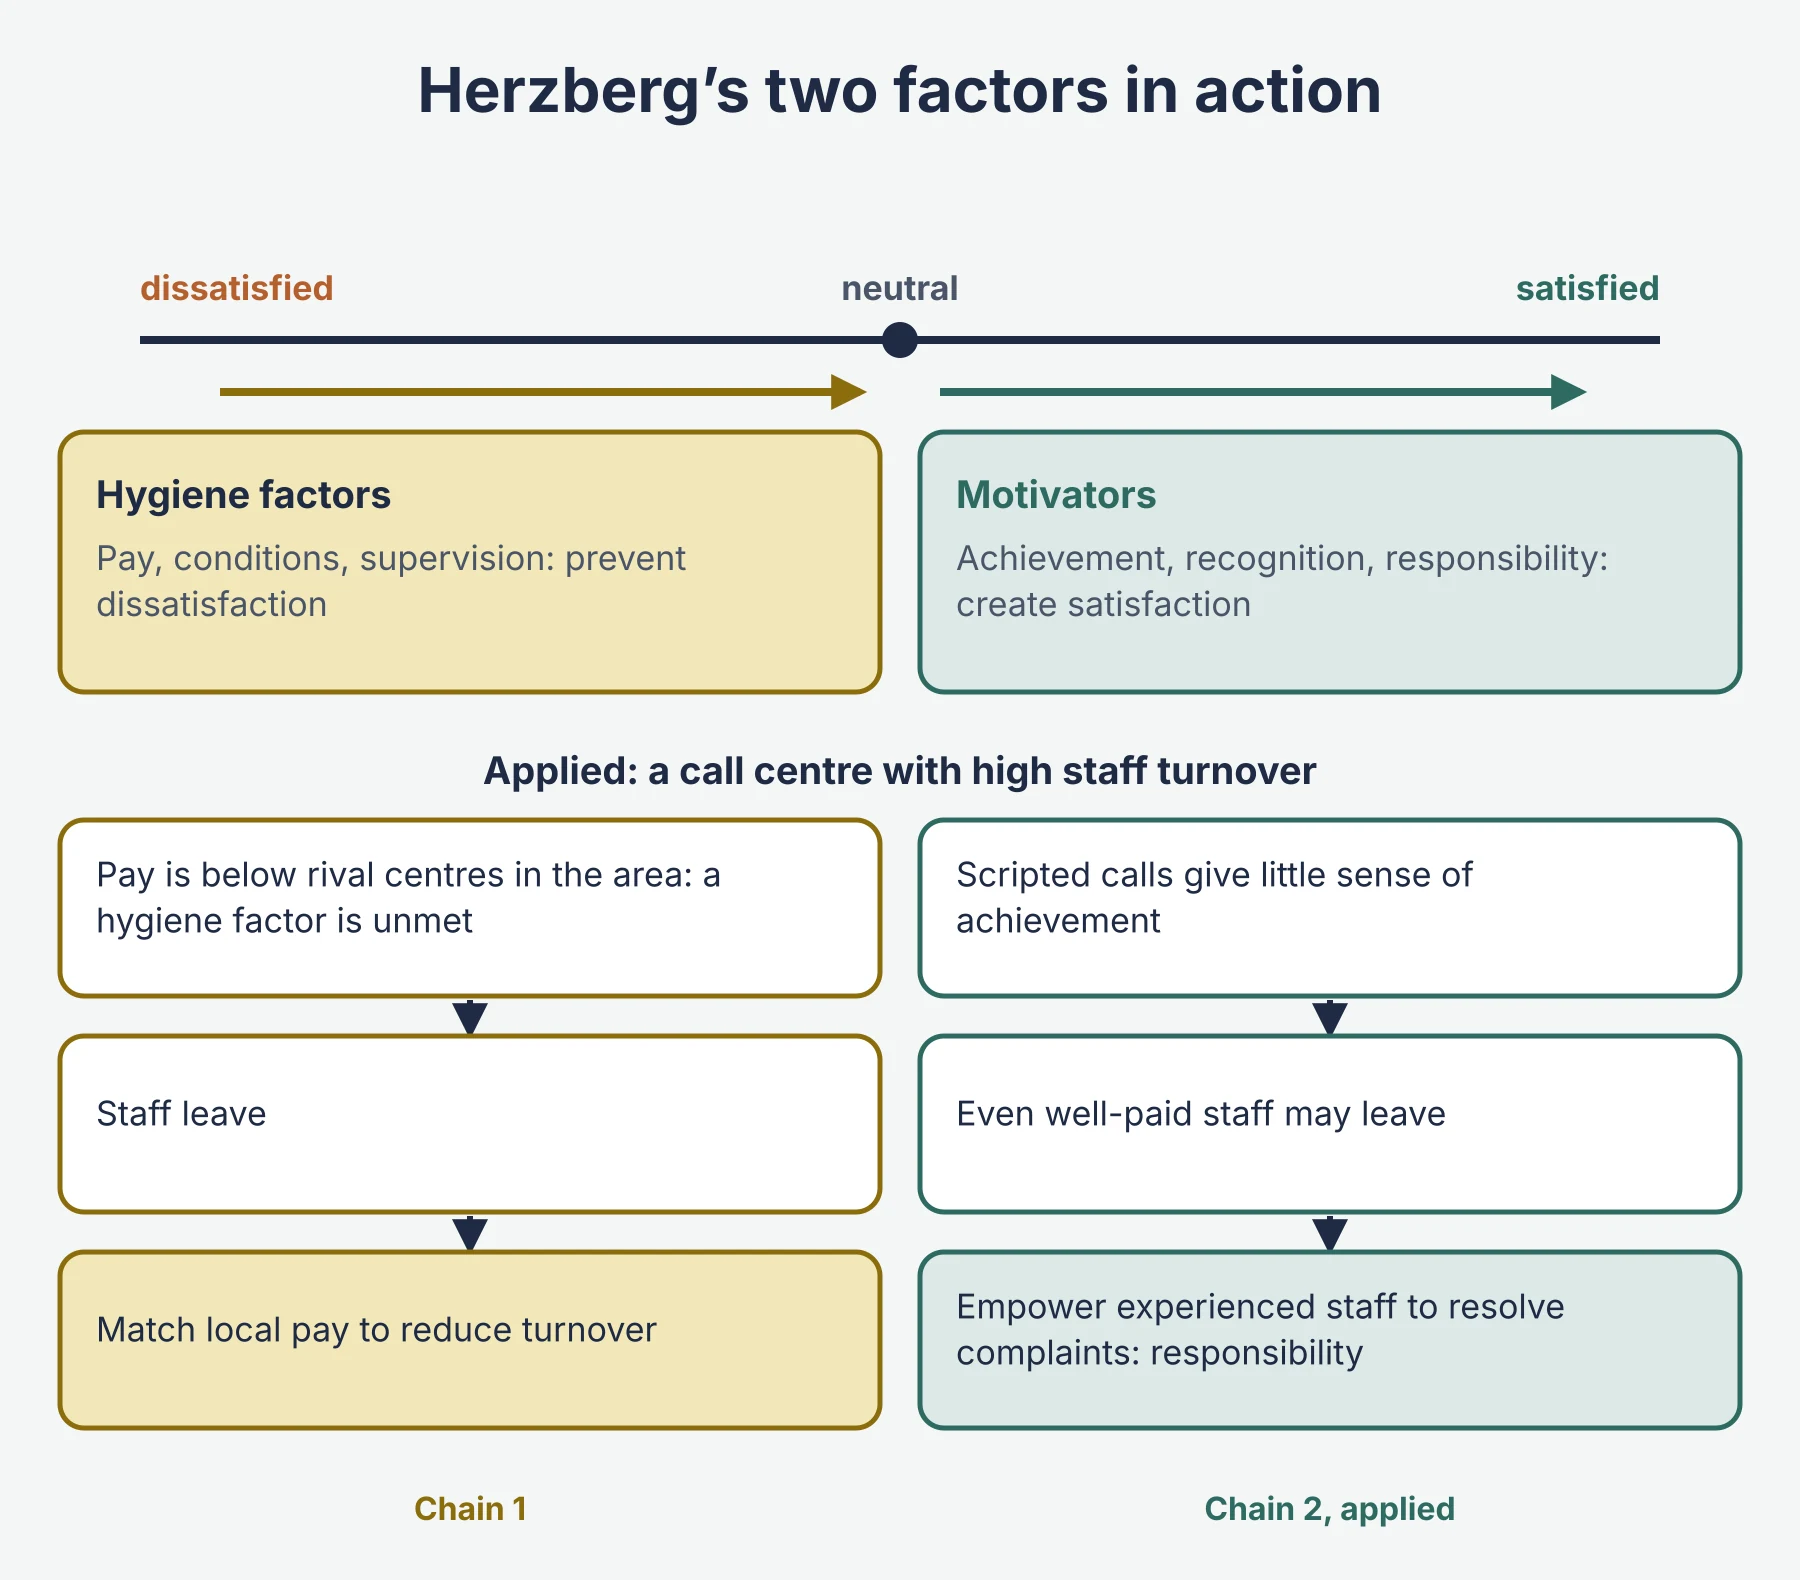 Herzberg’s two factors in action
dissatisfied
neutral
satisfied
Hygiene factors
Pay, conditions, supervision: prevent
dissatisfaction
Motivators
Achievement, recognition, responsibility:
create satisfaction
Applied: a call centre with high staff turnover
Pay is below rival centres in the area: a
hygiene factor is unmet
Staff leave
Match local pay to reduce turnover
Chain 1
Scripted calls give little sense of
achievement
Even well-paid staff may leave
Empower experienced staff to resolve
complaints: responsibility
Chain 2, applied